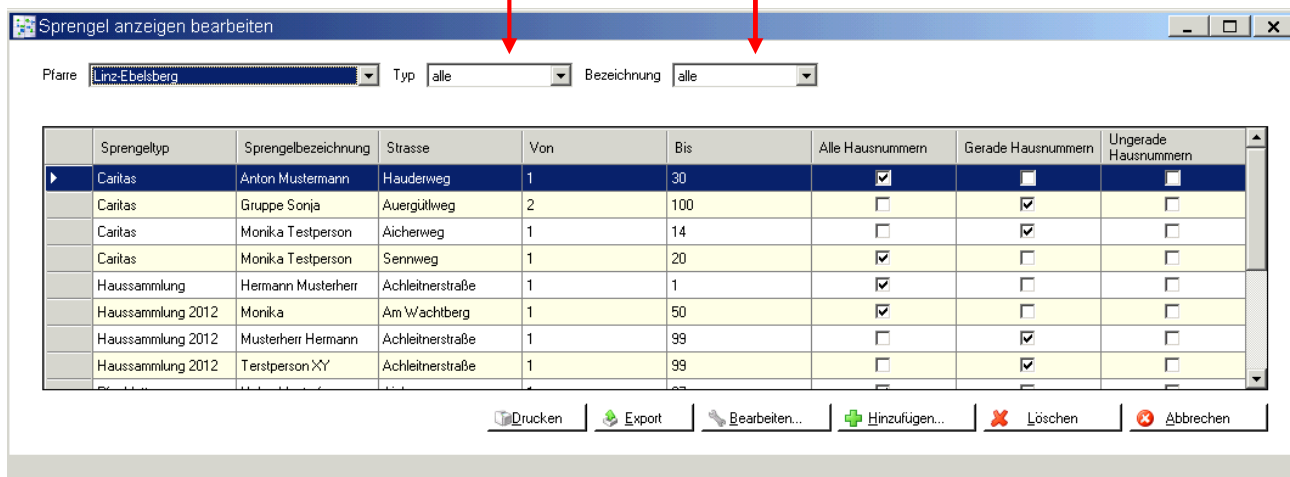 Sprengel anzeigen bearbeiten
Pfarre Linz-Ebelsberg Typ alle Bezeichnung alle
Sprengeltyp Sprengelbezeichnung Strasse Von Bis Alle Hausnummern Gerade Hausnummern Ungerade Hausnummern
Caritas Anton Mustermann Hauderweg 1 30
Caritas Gruppe Sonja Auergütlweg 2 100
Caritas Monika Testperson Aicherweg 1 14
Caritas Monika Testperson Sennweg 1 20
Haussammlung Hermann Musterherr Achleitnerstraße 1 1
Haussammlung 2012 Monika Am Wachtberg 1 50
Haussammlung 2012 Musterherr Hermann Achleitnerstraße 1 99
Haussammlung 2012 Terstperson XY Achleitnerstraße 1 99
Drucken Export Bearbeiten... Hinzufügen... Löschen Abbrechen